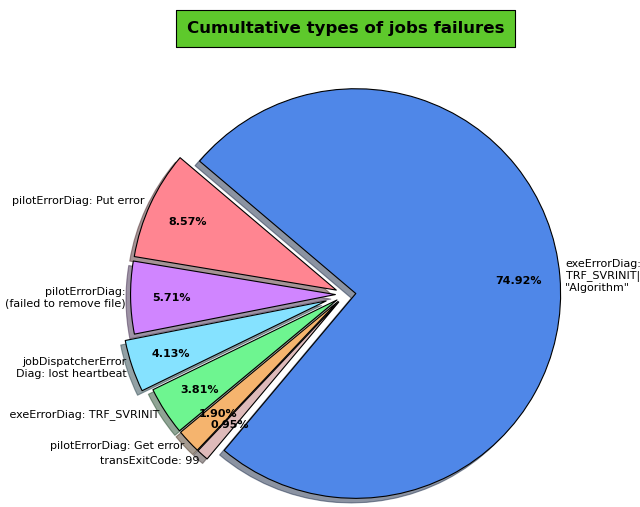 Cumultative types of jobs failures
pilotErrorDiag: Put error
8.57%
exeErrorDiag:
TRF_SVRINIT|
"Algorithm"
74.92%
pilotErrorDiag:
(failed to remove file)
5.71%
jobDispatcherError
Diag: lost heartbeat
4.13%
exeErrorDiag: TRF_SVRINIT
3.81%
pilotErrorDiag: Get error
1.90%
transExitCode: 99
0.95%